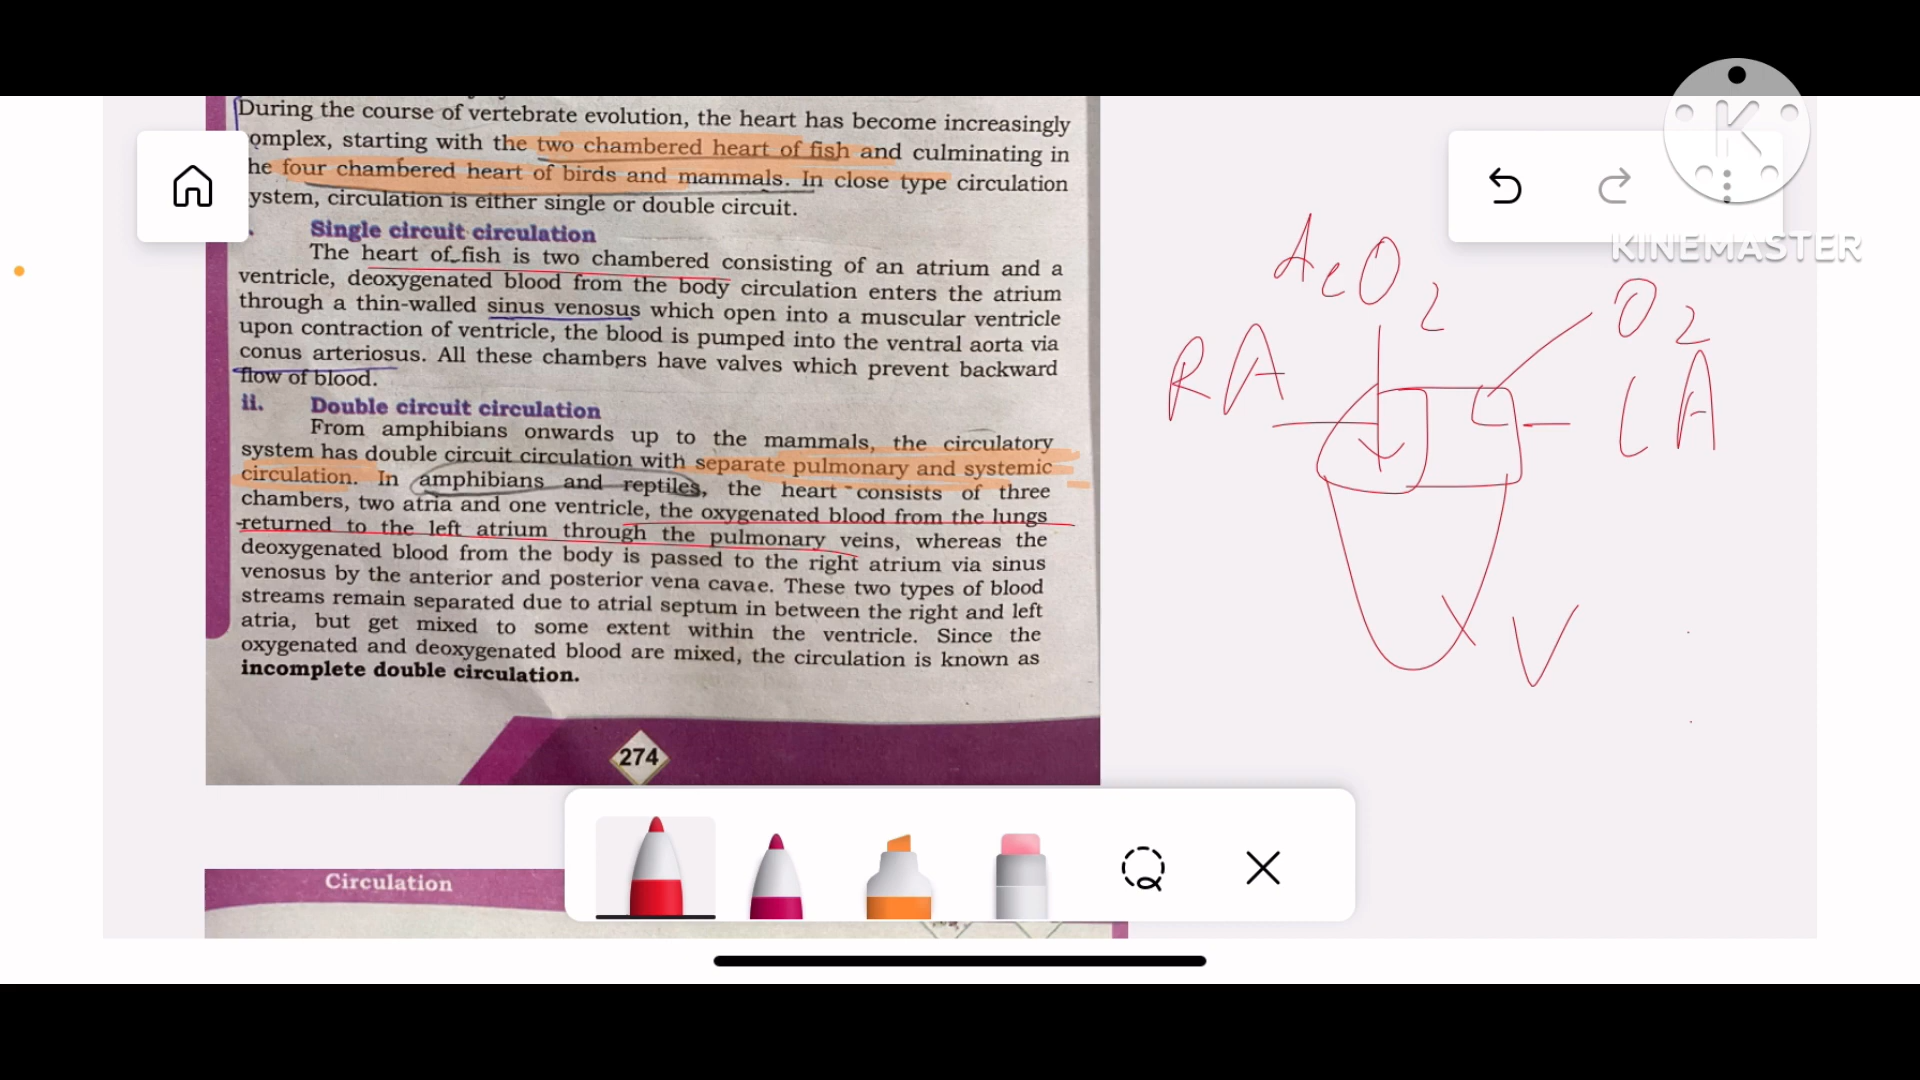 During the course of vertebrate evolution, the heart has become increasingly
omplex, starting with the two chambered heart of fish and culminating in
he four chambered heart of birds and mammals. In close type circulation
ystem, circulation is either single or double circuit.
Single circuit circulation
The heart of fish is two chambered consisting of an atrium and a
ventricle, deoxygenated blood from the body circulation enters the atrium
through a thin-walled sinus venosus which open into a muscular ventricle
upon contraction of ventricle, the blood is pumped into the ventral aorta via
conus arteriosus. All these chambers have valves which prevent backward
flow of blood.
ii. Double circuit circulation
From amphibians onwards up to the mammals, the circulatory
system has double circuit circulation with separate pulmonary and systemic
circulation. In amphibians and reptiles, the heart consists of three
chambers, two atria and one ventricle, the oxygenated blood from the lungs
returned to the left atrium through the pulmonary veins, whereas the
deoxygenated blood from the body is passed to the right atrium via sinus
venosus by the anterior and posterior vena cavae. These two types of blood
streams remain separated due to atrial septum in between the right and left
atria, but get mixed to some extent within the ventricle. Since the
oxygenated and deoxygenated blood are mixed, the circulation is known as
incomplete double circulation.
274
Circulation
KINEMASTER
O2
RA
LA
V